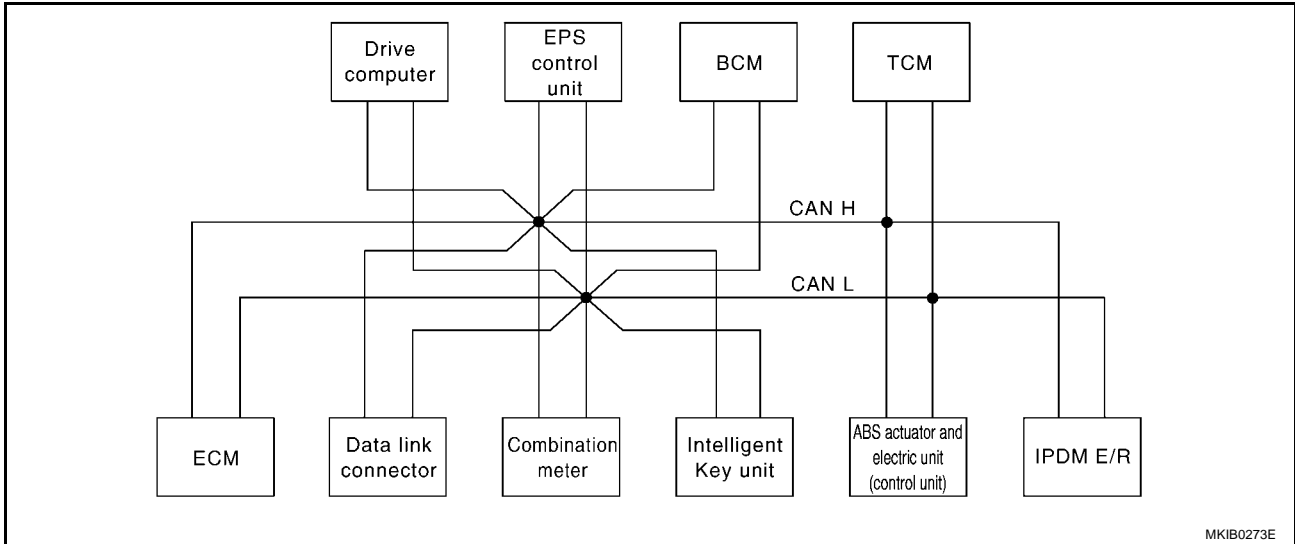 Drive
computer
EPS
control
unit
BCM
TCM
CAN H
CAN L
ECM
Data link
connector
Combination
meter
Intelligent
Key unit
ABS actuator and
electric unit
(control unit)
IPDM E/R
MKIB0273E